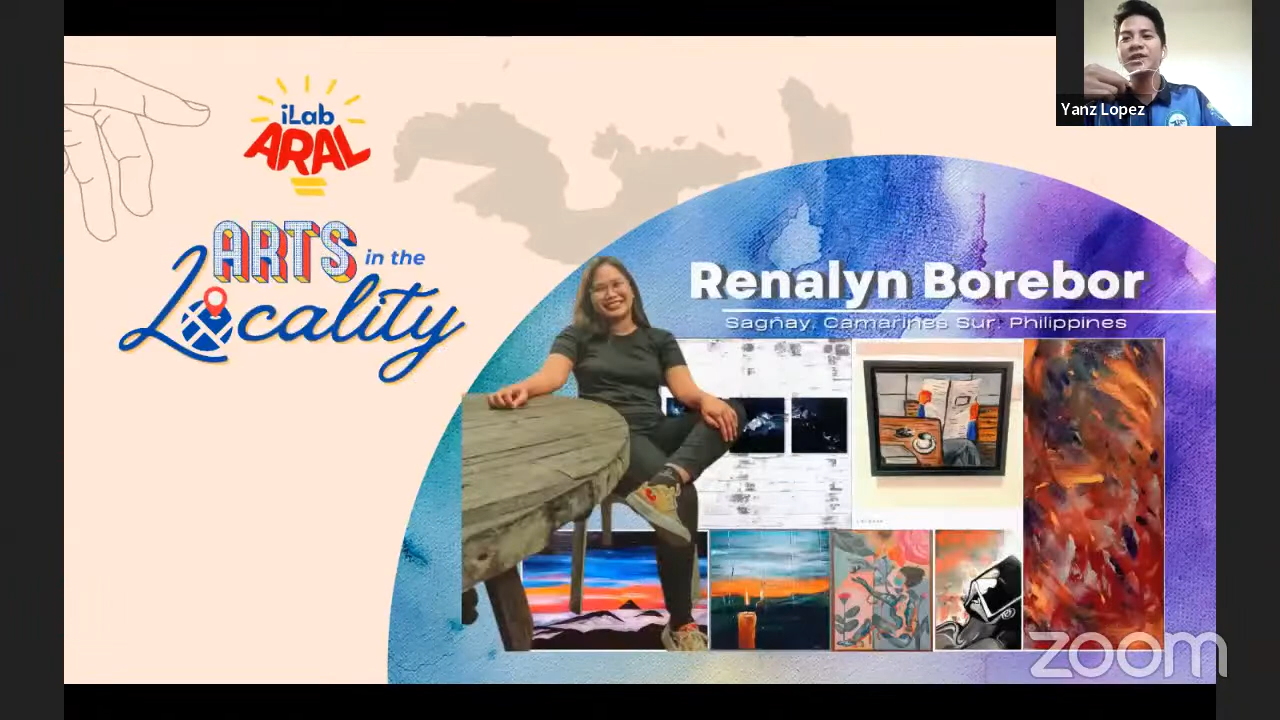 Yanz Lopez
iLab
ARAL
ARTS in the
Locality
Renalyn Borebor
Sagñay, Camarines Sur, Philippines
zoom